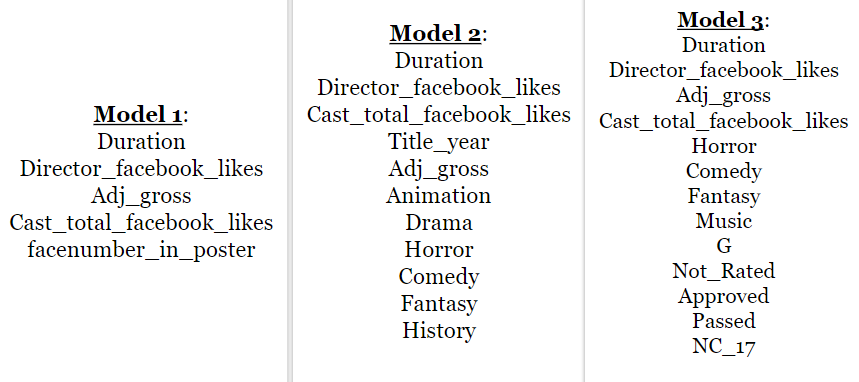 Model 1:
Duration
Director_facebook_likes
Adj_gross
Cast_total_facebook_likes
facenumber_in_poster
Model 2:
Duration
Director_facebook_likes
Cast_total_facebook_likes
Title_year
Adj_gross
Animation
Drama
Horror
Comedy
Fantasy
History
Model 3:
Duration
Director_facebook_likes
Adj_gross
Cast_total_facebook_likes
Horror
Comedy
Fantasy
Music
G
Not_Rated
Approved
Passed
NC_17